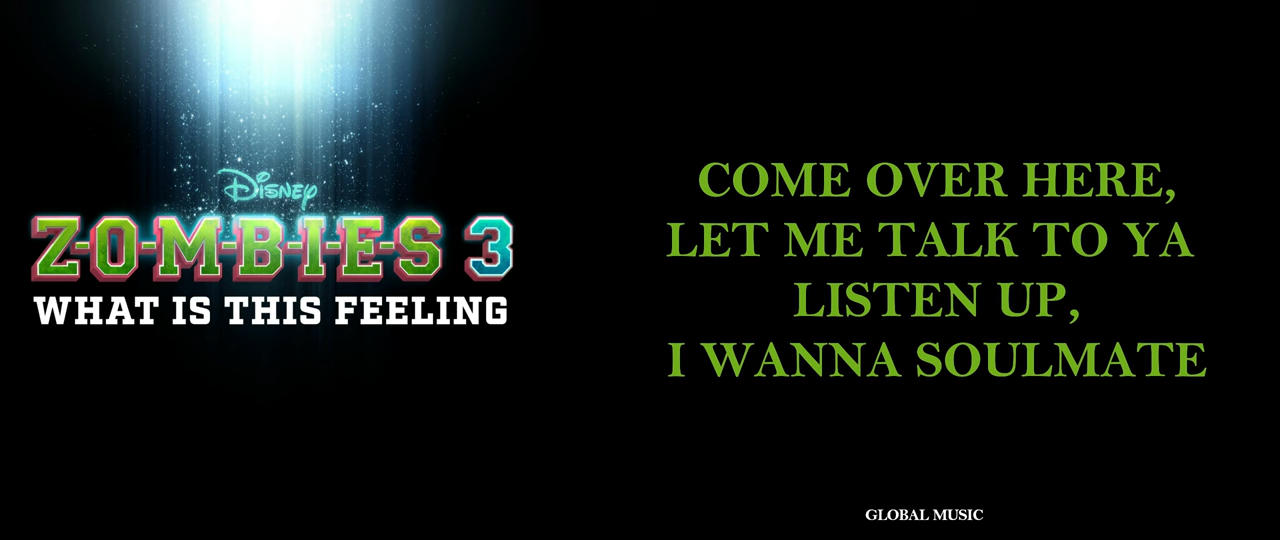 Disney
Z-O-M-B-I-E-S 3
WHAT IS THIS FEELING
COME OVER HERE,
LET ME TALK TO YA
LISTEN UP,
I WANNA SOULMATE
GLOBAL MUSIC